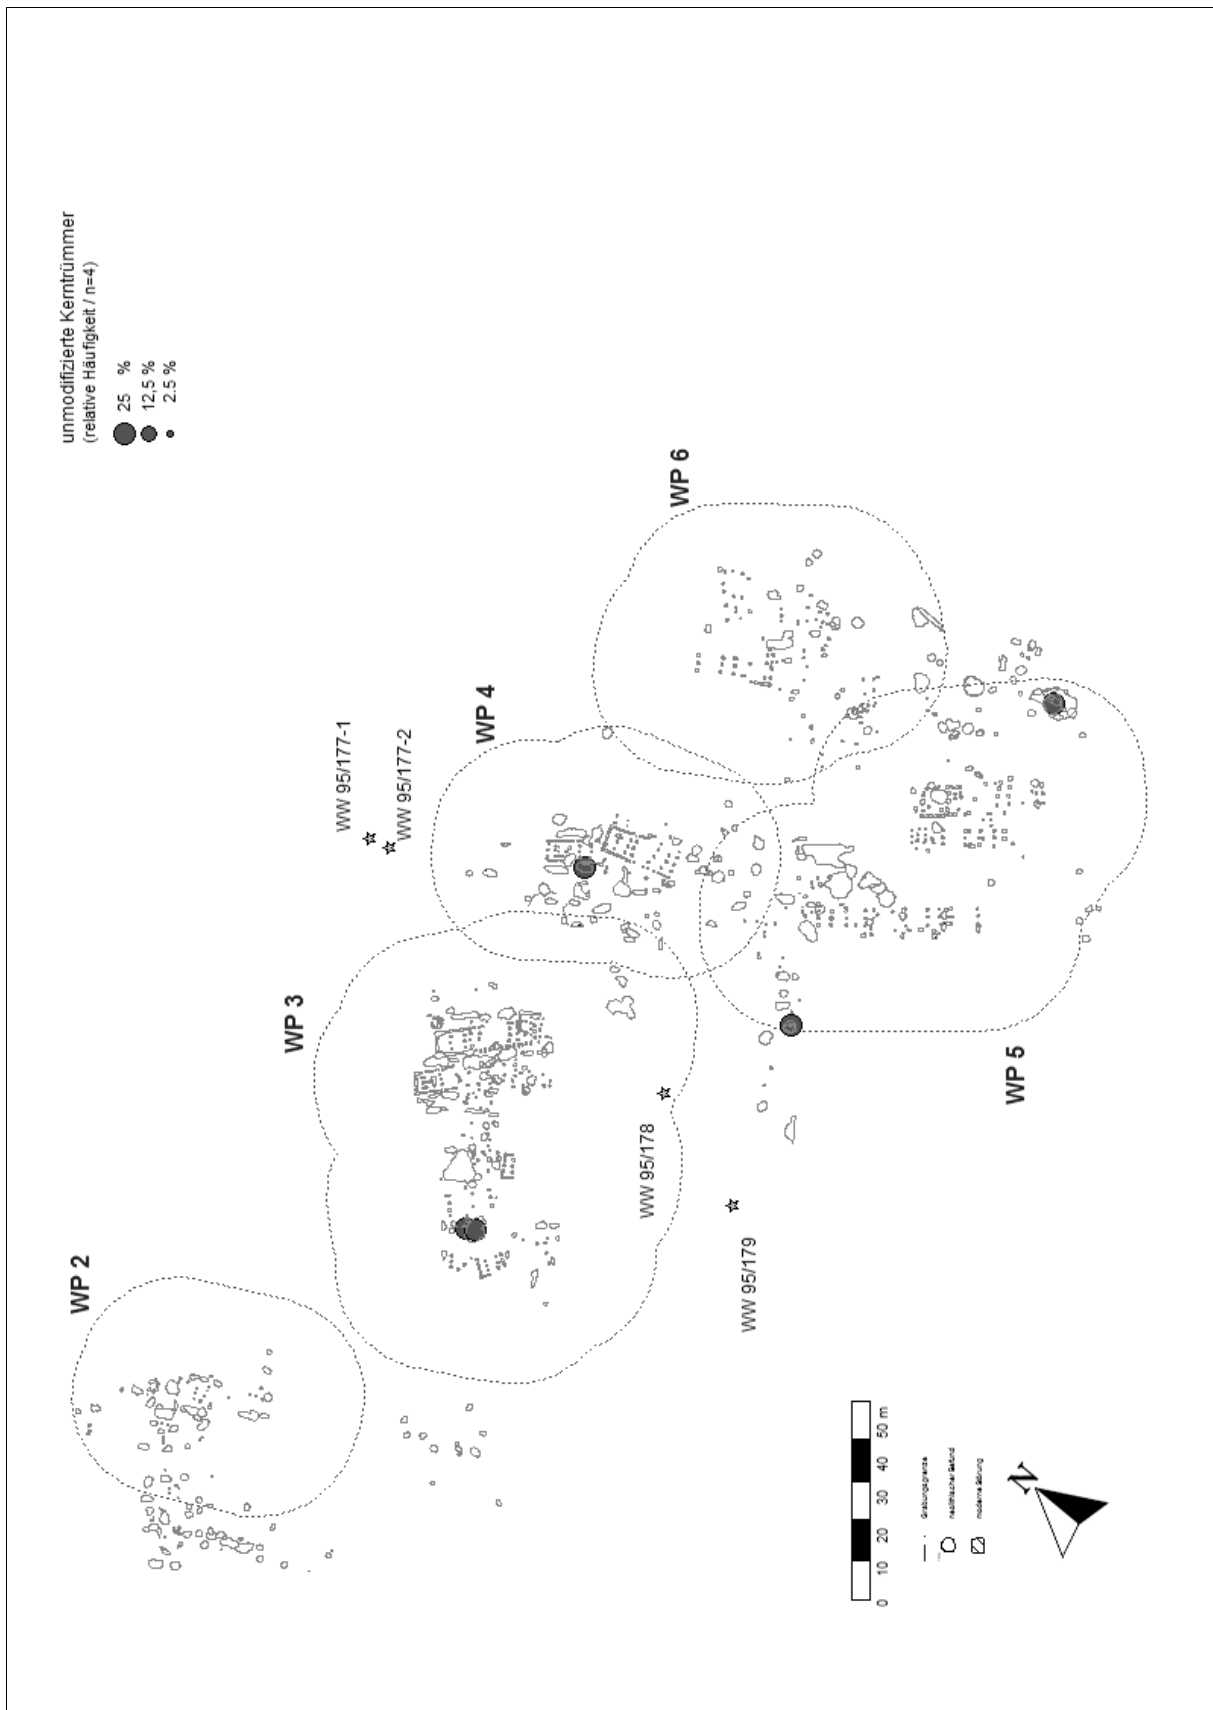 unmodifizierte Kerntrümmer
(relative Häufigkeit / n=4)
25 %
12,5 %
2.5 %
WP 6
WP 4
WW 95/177-1
WW 95/177-2
WP 3
WP 5
WW 95/178
WW 95/179
WP 2
0 10 20 30 40 50 m
Grabungsgrenze
neolithischer Befund
moderne Störung
N